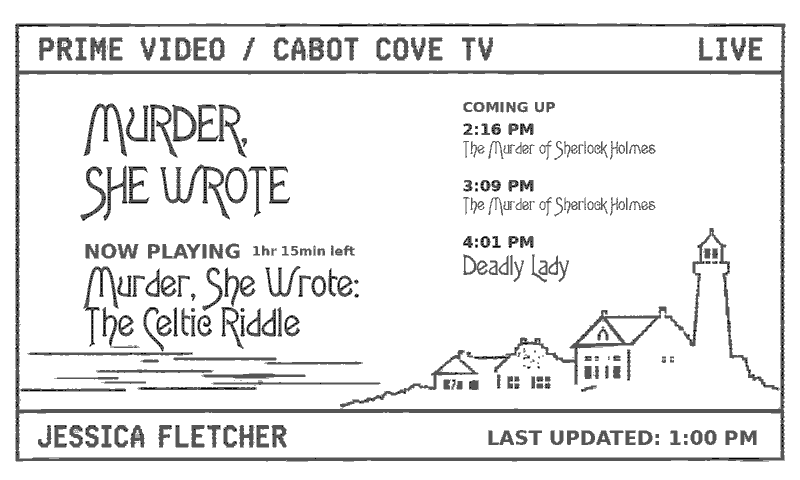 PRIME VIDEO / CABOT COVE TV
LIVE
MURDER,
SHE WROTE
NOW PLAYING 1hr 15min left
Murder, She Wrote:
The Celtic Riddle
COMING UP
2:16 PM
The Murder of Sherlock Holmes
3:09 PM
The Murder of Sherlock Holmes
4:01 PM
Deadly Lady
JESSICA FLETCHER
LAST UPDATED: 1:00 PM